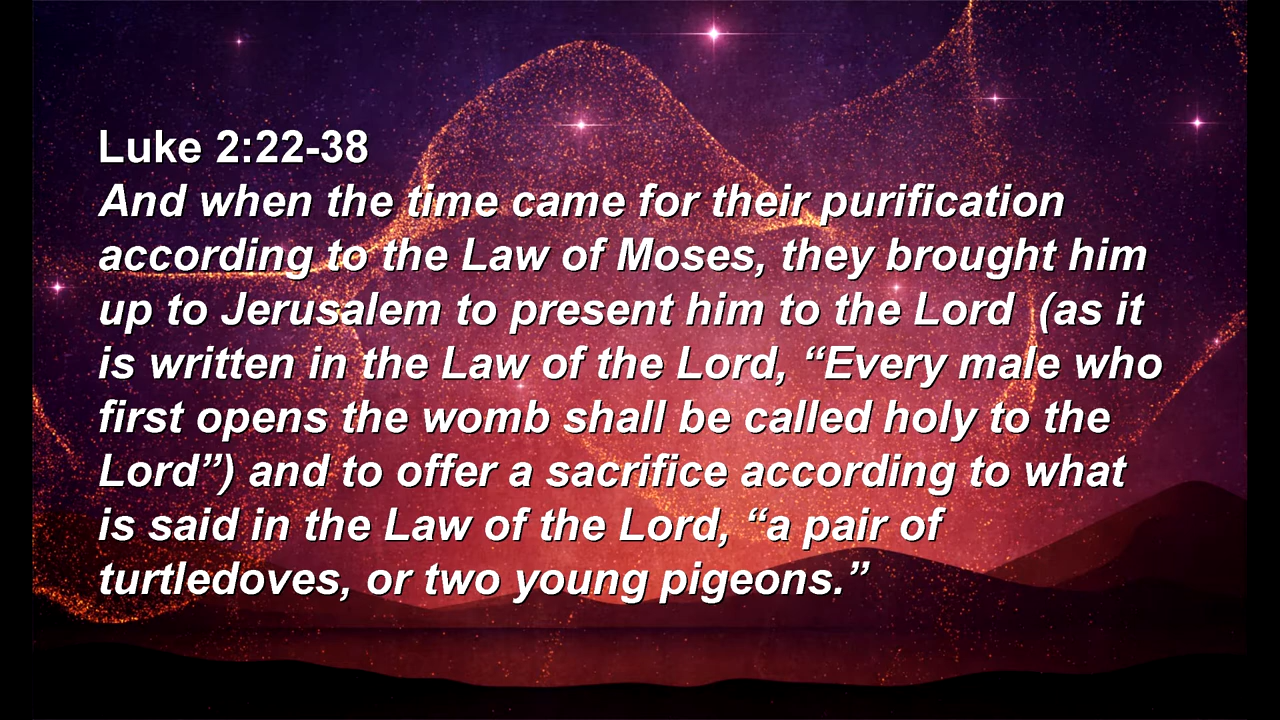 Luke 2:22-38
And when the time came for their purification
according to the Law of Moses, they brought him
up to Jerusalem to present him to the Lord  (as it
is written in the Law of the Lord, “Every male who
first opens the womb shall be called holy to the
Lord”) and to offer a sacrifice according to what
is said in the Law of the Lord, “a pair of
turtledoves, or two young pigeons.”